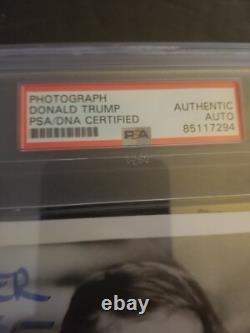 PHOTOGRAPH
DONALD TRUMP
PSA/DNA CERTIFIED
AUTHENTIC
AUTO
85117294
PSA